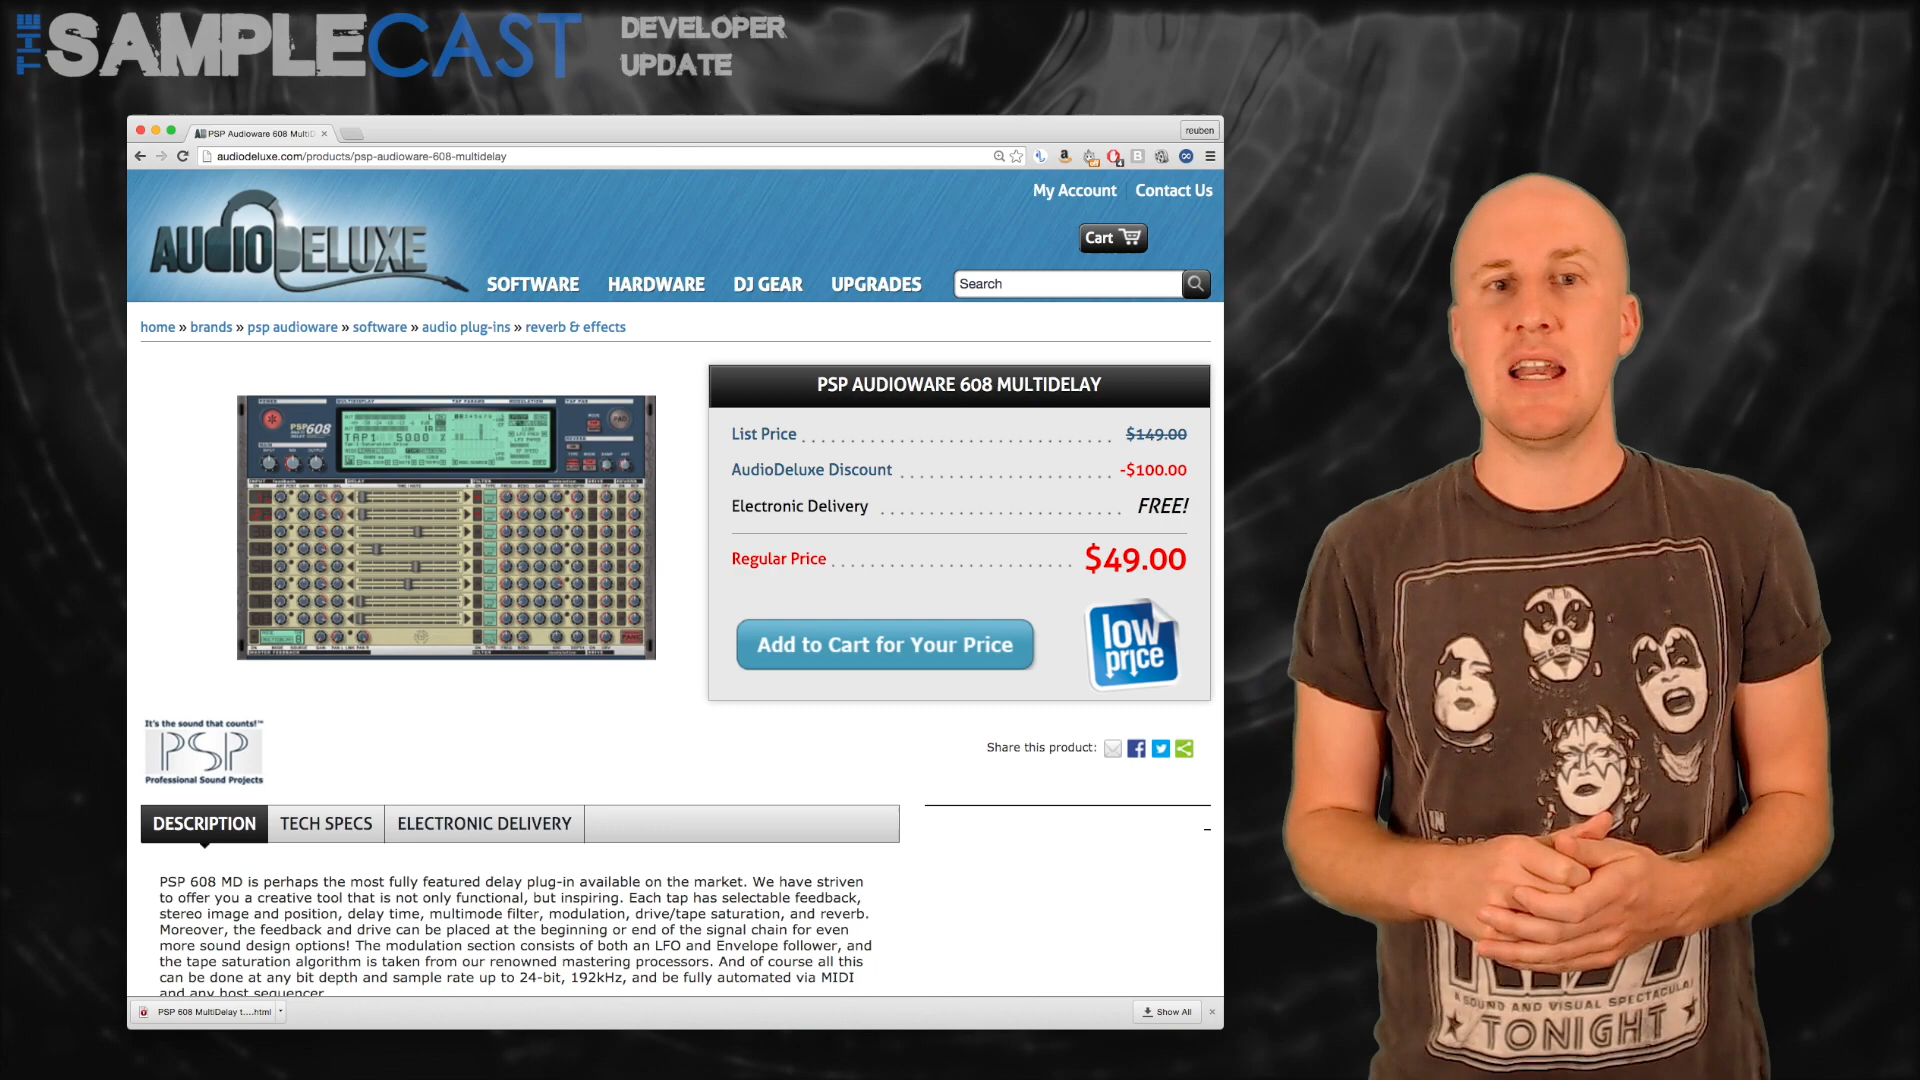 THE SAMPLECAST
DEVELOPER
UPDATE
PSP Audioware 608 MultiD
reuben
audiodeluxe.com/products/psp-audioware-608-multidelay
My Account
Contact Us
AUDIODELUXE
Cart
SOFTWARE
HARDWARE
DJ GEAR
UPGRADES
Search
home » brands » psp audioware » software » audio plug-ins » reverb & effects
PSP AUDIOWARE 608 MULTIDELAY
List Price $149.00
AudioDeluxe Discount -$100.00
Electronic Delivery FREE!
Regular Price $49.00
Add to Cart for Your Price
low
price
PSP608
TAP1 50.00 %
It's the sound that counts!™
PSP
Professional Sound Projects
Share this product:
DESCRIPTION
TECH SPECS
ELECTRONIC DELIVERY
PSP 608 MD is perhaps the most fully featured delay plug-in available on the market. We have striven
to offer you a creative tool that is not only functional, but inspiring. Each tap has selectable feedback,
stereo image and position, delay time, multimode filter, modulation, drive/tape saturation, and reverb.
Moreover, the feedback and drive can be placed at the beginning or end of the signal chain for even
more sound design options! The modulation section consists of both an LFO and Envelope follower, and
the tape saturation algorithm is taken from our renowned mastering processors. And of course all this
can be done at any bit depth and sample rate up to 24-bit, 192kHz, and be fully automated via MIDI
and any host sequencer.
PSP 608 MultiDelay t....html
Show All
IN
A SOUND AND VISUAL SPECTACULAR
TONIGHT